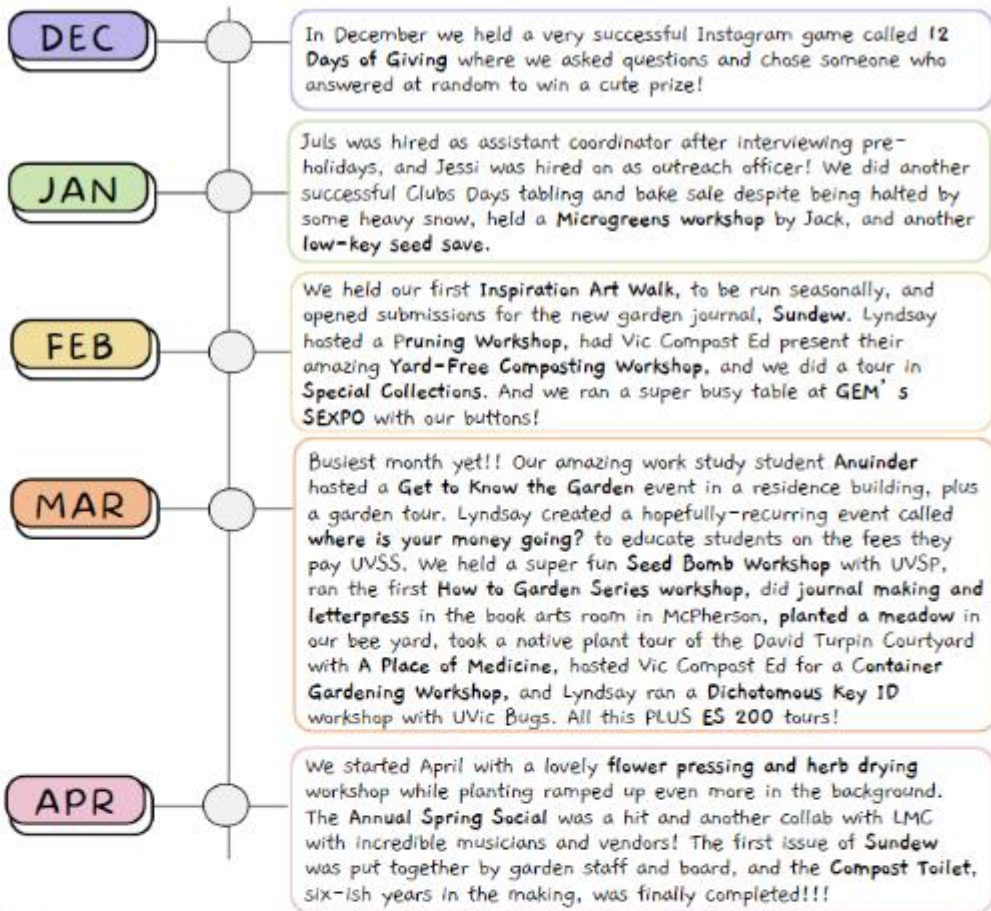 DEC
In December we held a very successful Instagram game called 12
Days of Giving where we asked questions and chose someone who
answered at random to win a cute prize!
JAN
Juls was hired as assistant coordinator after interviewing pre-
holidays, and Jessi was hired on as outreach officer! We did another
successful Clubs Days tabling and bake sale despite being halted by
some heavy snow, held a Microgreens workshop by Jack, and another
low-key seed save.
FEB
We held our first Inspiration Art Walk, to be run seasonally, and
opened submissions for the new garden journal, Sundew. Lyndsay
hosted a Pruning Workshop, had Vic Compost Ed present their
amazing Yard-Free Composting Workshop, and we did a tour in
Special Collections. And we ran a super busy table at GEM's
SEXPO with our buttons!
MAR
Busiest month yet!! Our amazing work study student Anuinder
hosted a Get to Know the Garden event in a residence building, plus
a garden tour. Lyndsay created a hopefully-recurring event called
where is your money going? to educate students on the fees they
pay UVSS. We held a super fun Seed Bomb Workshop with UVSP,
ran the first How to Garden Series workshop, did journal making and
letterpress in the book arts room in McPherson, planted a meadow in
our bee yard, took a native plant tour of the David Turpin Courtyard
with A Place of Medicine, hosted Vic Compost Ed for a Container
Gardening Workshop, and Lyndsay ran a Dichotomous Key ID
workshop with UVic Bugs. All this PLUS ES 200 tours!
APR
We started April with a lovely flower pressing and herb drying
workshop while planting ramped up even more in the background.
The Annual Spring Social was a hit and another collab with LMC
with incredible musicians and vendors! The first issue of Sundew
was put together by garden staff and board, and the Compost Toilet,
six-ish years in the making, was finally completed!!!